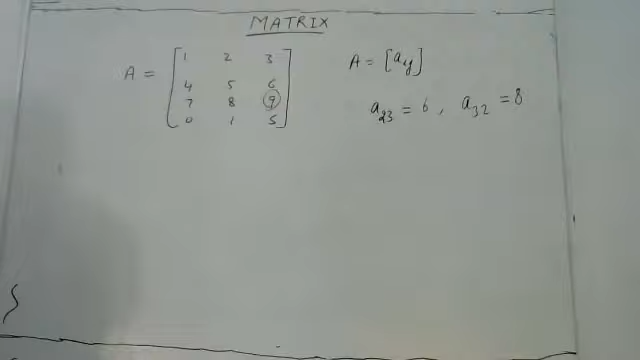 MATRIX
A = [ 1 2 3
4 5 6
7 8 9
0 1 5 ]
A = [aij]
a23 = 6 , a32 = 8